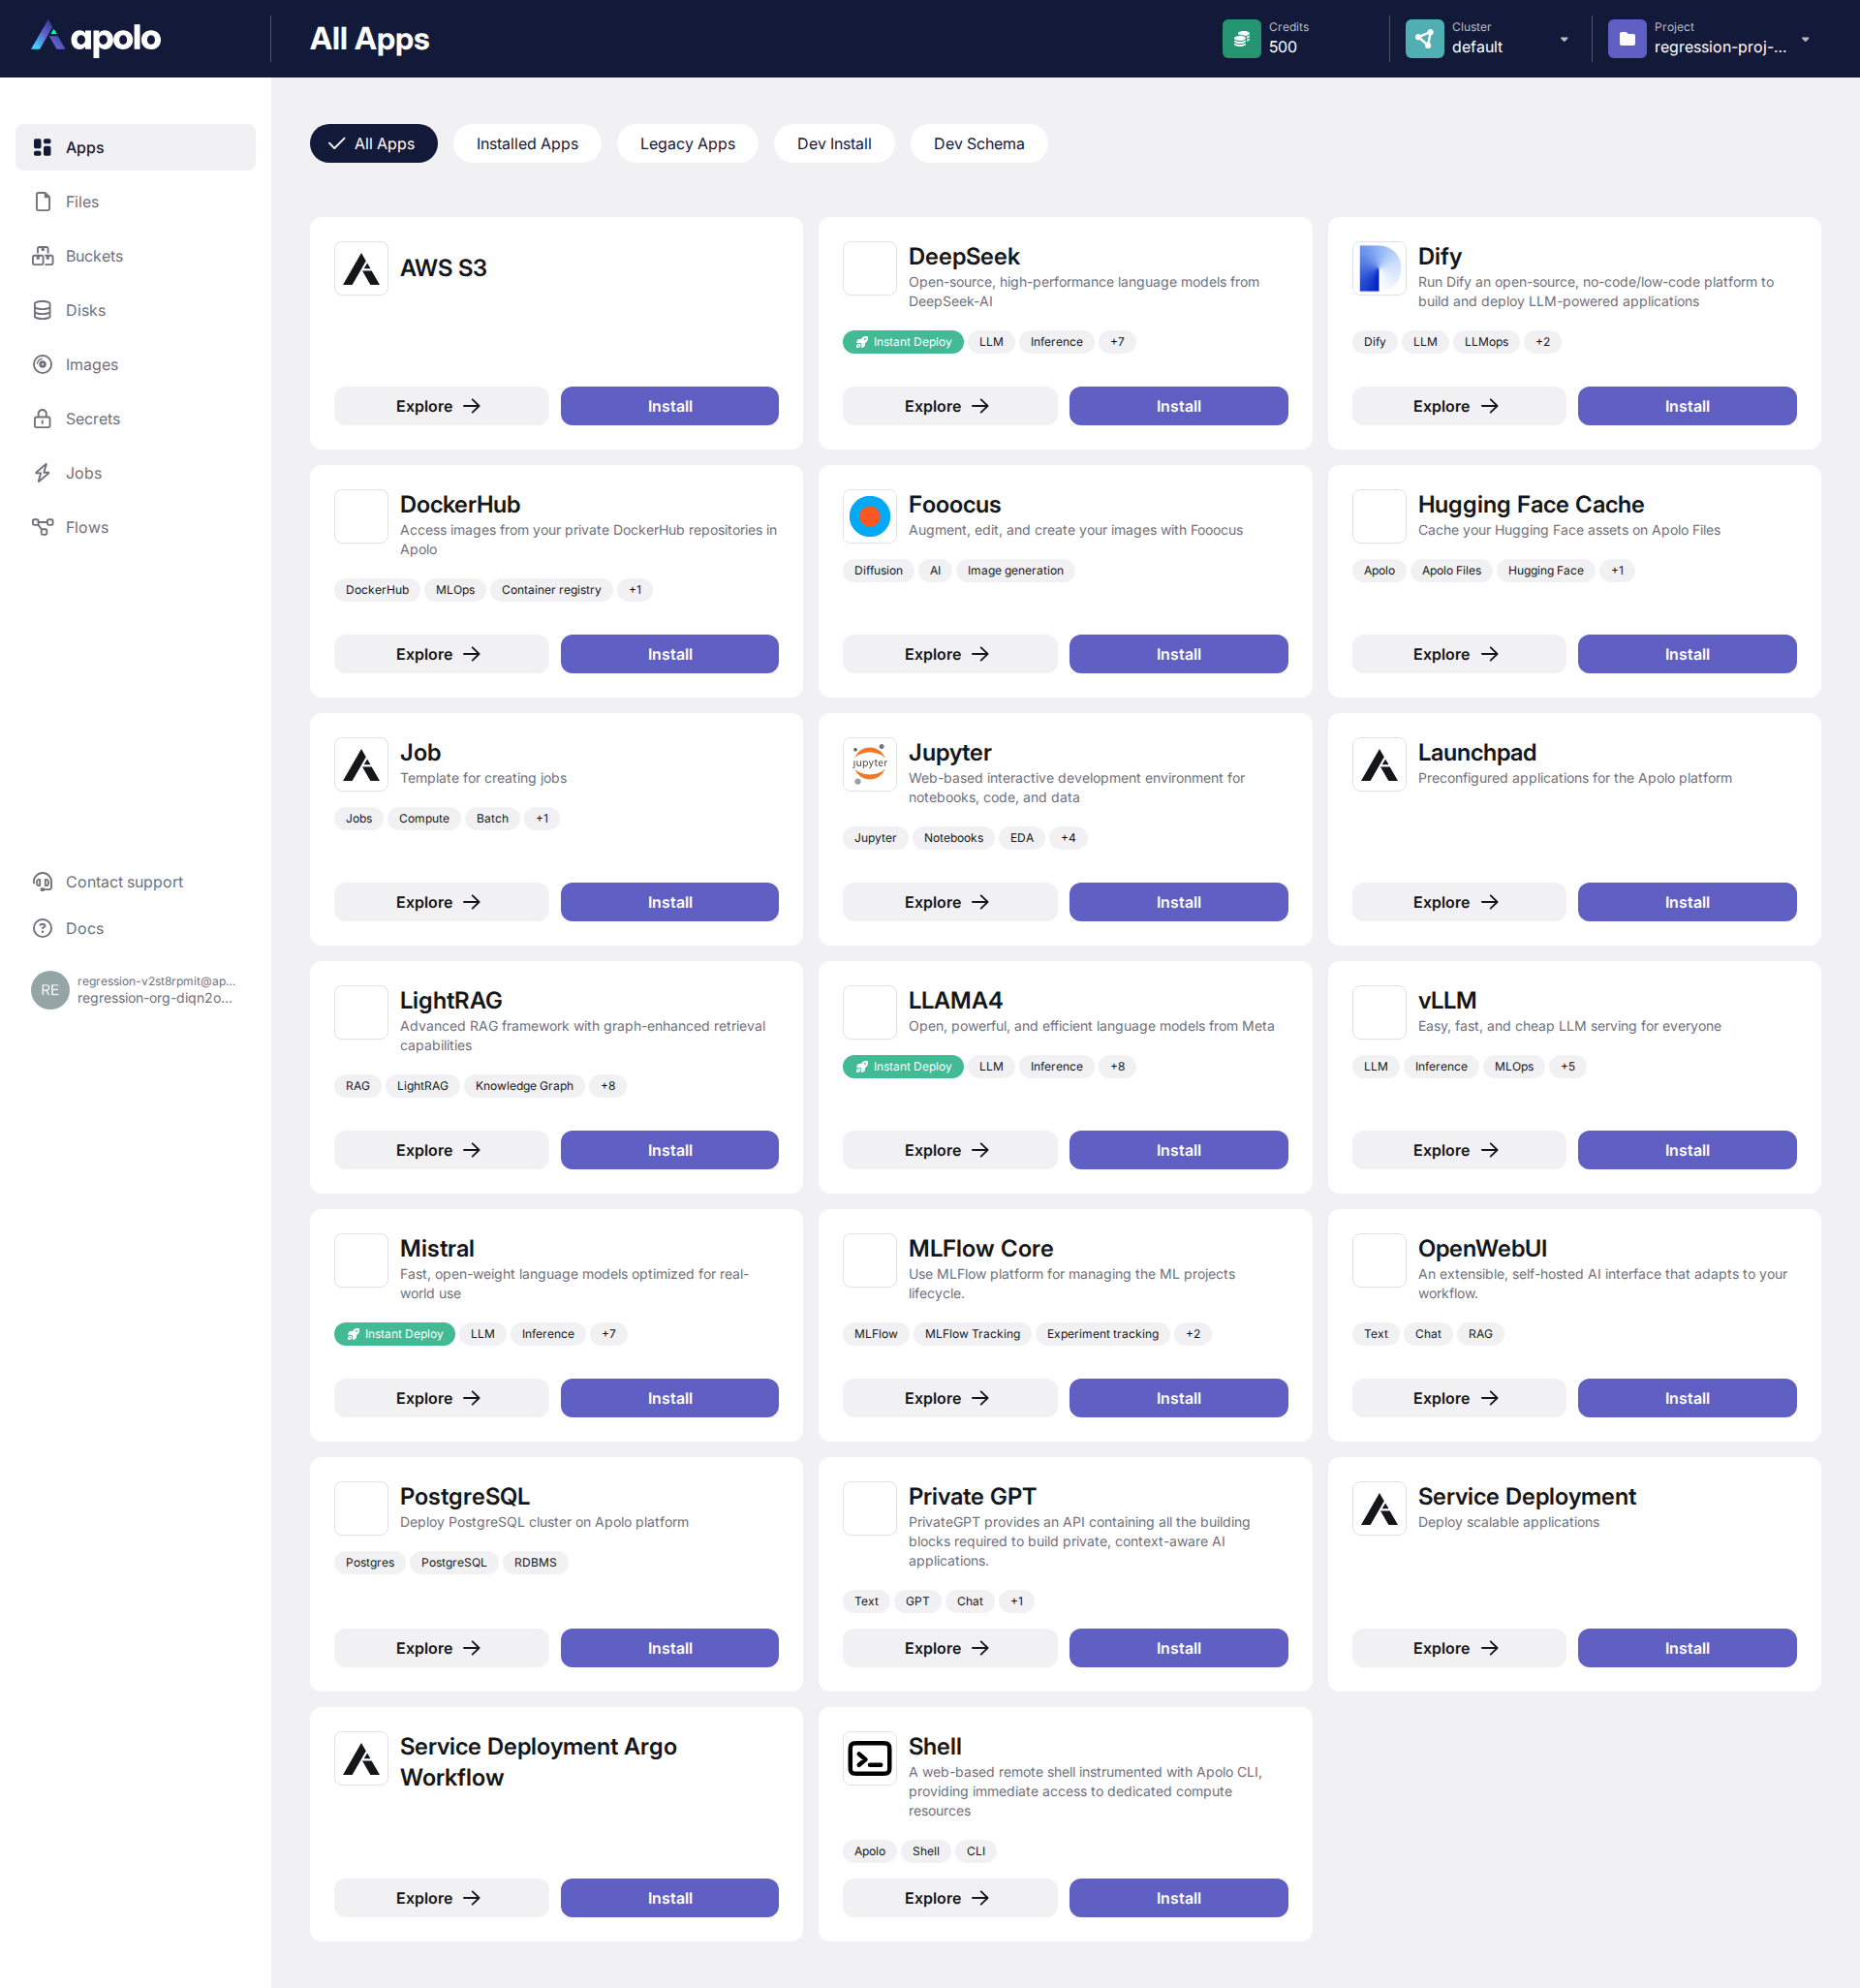 apolo
All Apps
Credits
500
Cluster
default
Project
regression-proj-...
Apps
Files
Buckets
Disks
Images
Secrets
Jobs
Flows
Contact support
Docs
RE
regression-v2st8rpmit@ap...
regression-org-diqn2o...
All Apps
Installed Apps
Legacy Apps
Dev Install
Dev Schema
AWS S3
Explore
Install
DeepSeek
Open-source, high-performance language models from
DeepSeek-AI
Instant Deploy LLM Inference +7
Explore
Install
Dify
Run Dify an open-source, no-code/low-code platform to
build and deploy LLM-powered applications
Dify LLM LLMops +2
Explore
Install
DockerHub
Access images from your private DockerHub repositories in
Apolo
DockerHub MLOps Container registry +1
Explore
Install
Fooocus
Augment, edit, and create your images with Fooocus
Diffusion AI Image generation
Explore
Install
Hugging Face Cache
Cache your Hugging Face assets on Apolo Files
Apolo Apolo Files Hugging Face +1
Explore
Install
Job
Template for creating jobs
Jobs Compute Batch +1
Explore
Install
jupyter
Jupyter
Web-based interactive development environment for
notebooks, code, and data
Jupyter Notebooks EDA +4
Explore
Install
Launchpad
Preconfigured applications for the Apolo platform
Explore
Install
LightRAG
Advanced RAG framework with graph-enhanced retrieval
capabilities
RAG LightRAG Knowledge Graph +8
Explore
Install
LLAMA4
Open, powerful, and efficient language models from Meta
Instant Deploy LLM Inference +8
Explore
Install
vLLM
Easy, fast, and cheap LLM serving for everyone
LLM Inference MLOps +5
Explore
Install
Mistral
Fast, open-weight language models optimized for real-
world use
Instant Deploy LLM Inference +7
Explore
Install
MLFlow Core
Use MLFlow platform for managing the ML projects
lifecycle.
MLFlow MLFlow Tracking Experiment tracking +2
Explore
Install
OpenWebUI
An extensible, self-hosted AI interface that adapts to your
workflow.
Text Chat RAG
Explore
Install
PostgreSQL
Deploy PostgreSQL cluster on Apolo platform
Postgres PostgreSQL RDBMS
Explore
Install
Private GPT
PrivateGPT provides an API containing all the building
blocks required to build private, context-aware AI
applications.
Text GPT Chat +1
Explore
Install
Service Deployment
Deploy scalable applications
Explore
Install
Service Deployment Argo
Workflow
Explore
Install
Shell
A web-based remote shell instrumented with Apolo CLI,
providing immediate access to dedicated compute
resources
Apolo Shell CLI
Explore
Install